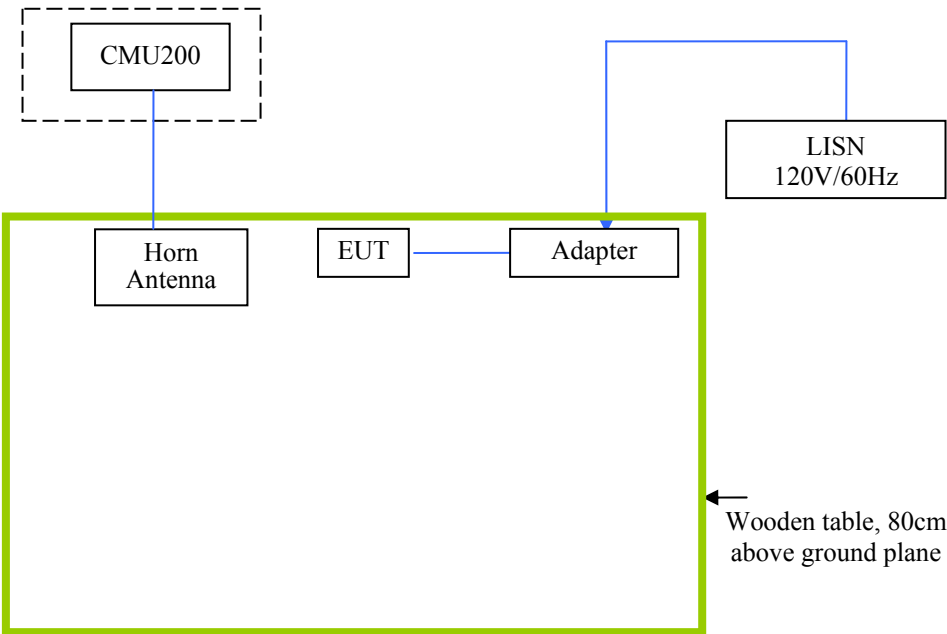 CMU200
LISN
120V/60Hz
Horn
Antenna
EUT
Adapter
Wooden table, 80cm
above ground plane